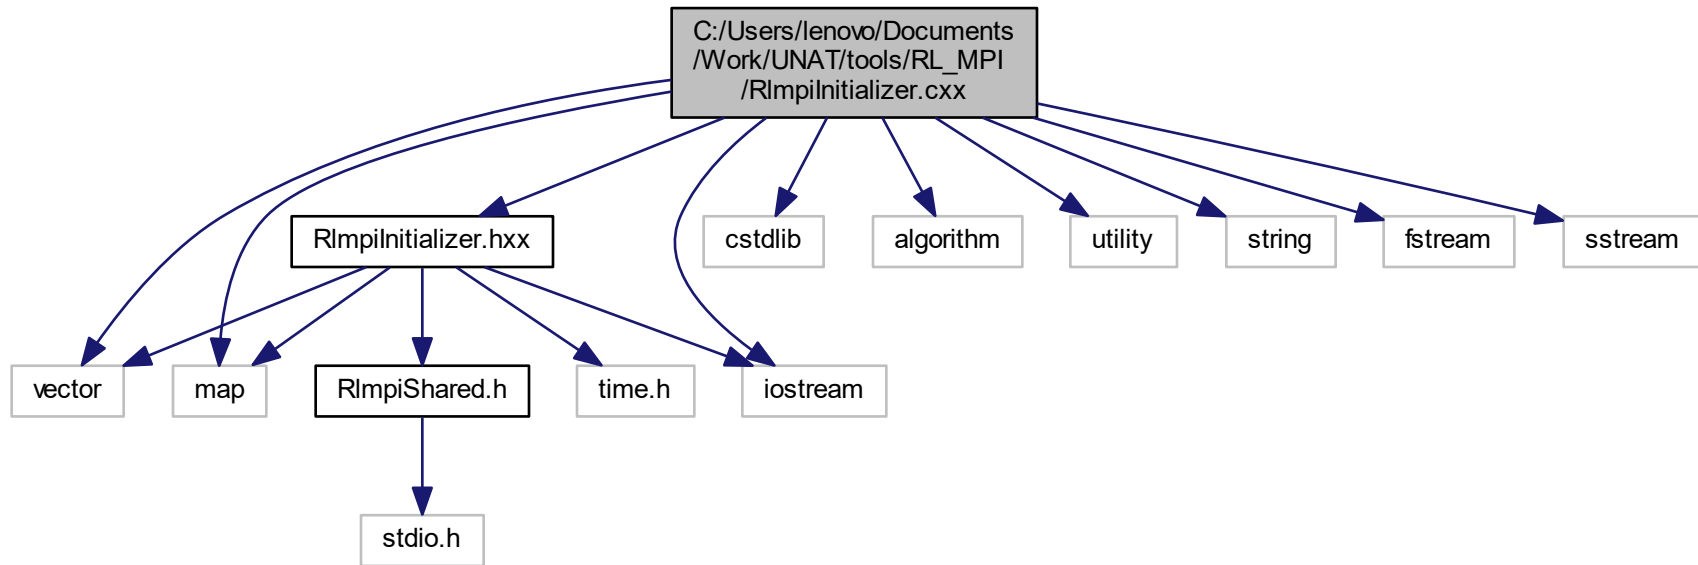 C:/Users/lenovo/Documents
/Work/UNAT/tools/RL_MPI
/RlmpiInitializer.cxx
RlmpiInitializer.hxx
cstdlib
algorithm
utility
string
fstream
sstream
vector
map
RlmpiShared.h
time.h
iostream
stdio.h